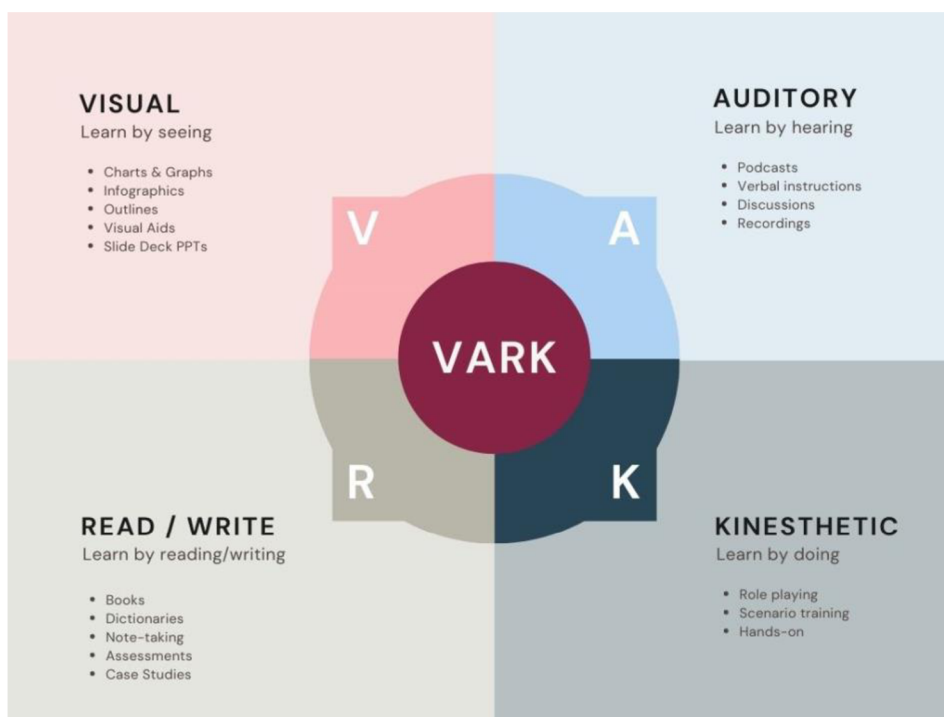 VISUAL
Learn by seeing
• Charts & Graphs
• Infographics
• Outlines
• Visual Aids
• Slide Deck PPTs
AUDITORY
Learn by hearing
• Podcasts
• Verbal instructions
• Discussions
• Recordings
V
A
VARK
R
K
READ / WRITE
Learn by reading/writing
• Books
• Dictionaries
• Note-taking
• Assessments
• Case Studies
KINESTHETIC
Learn by doing
• Role playing
• Scenario training
• Hands-on